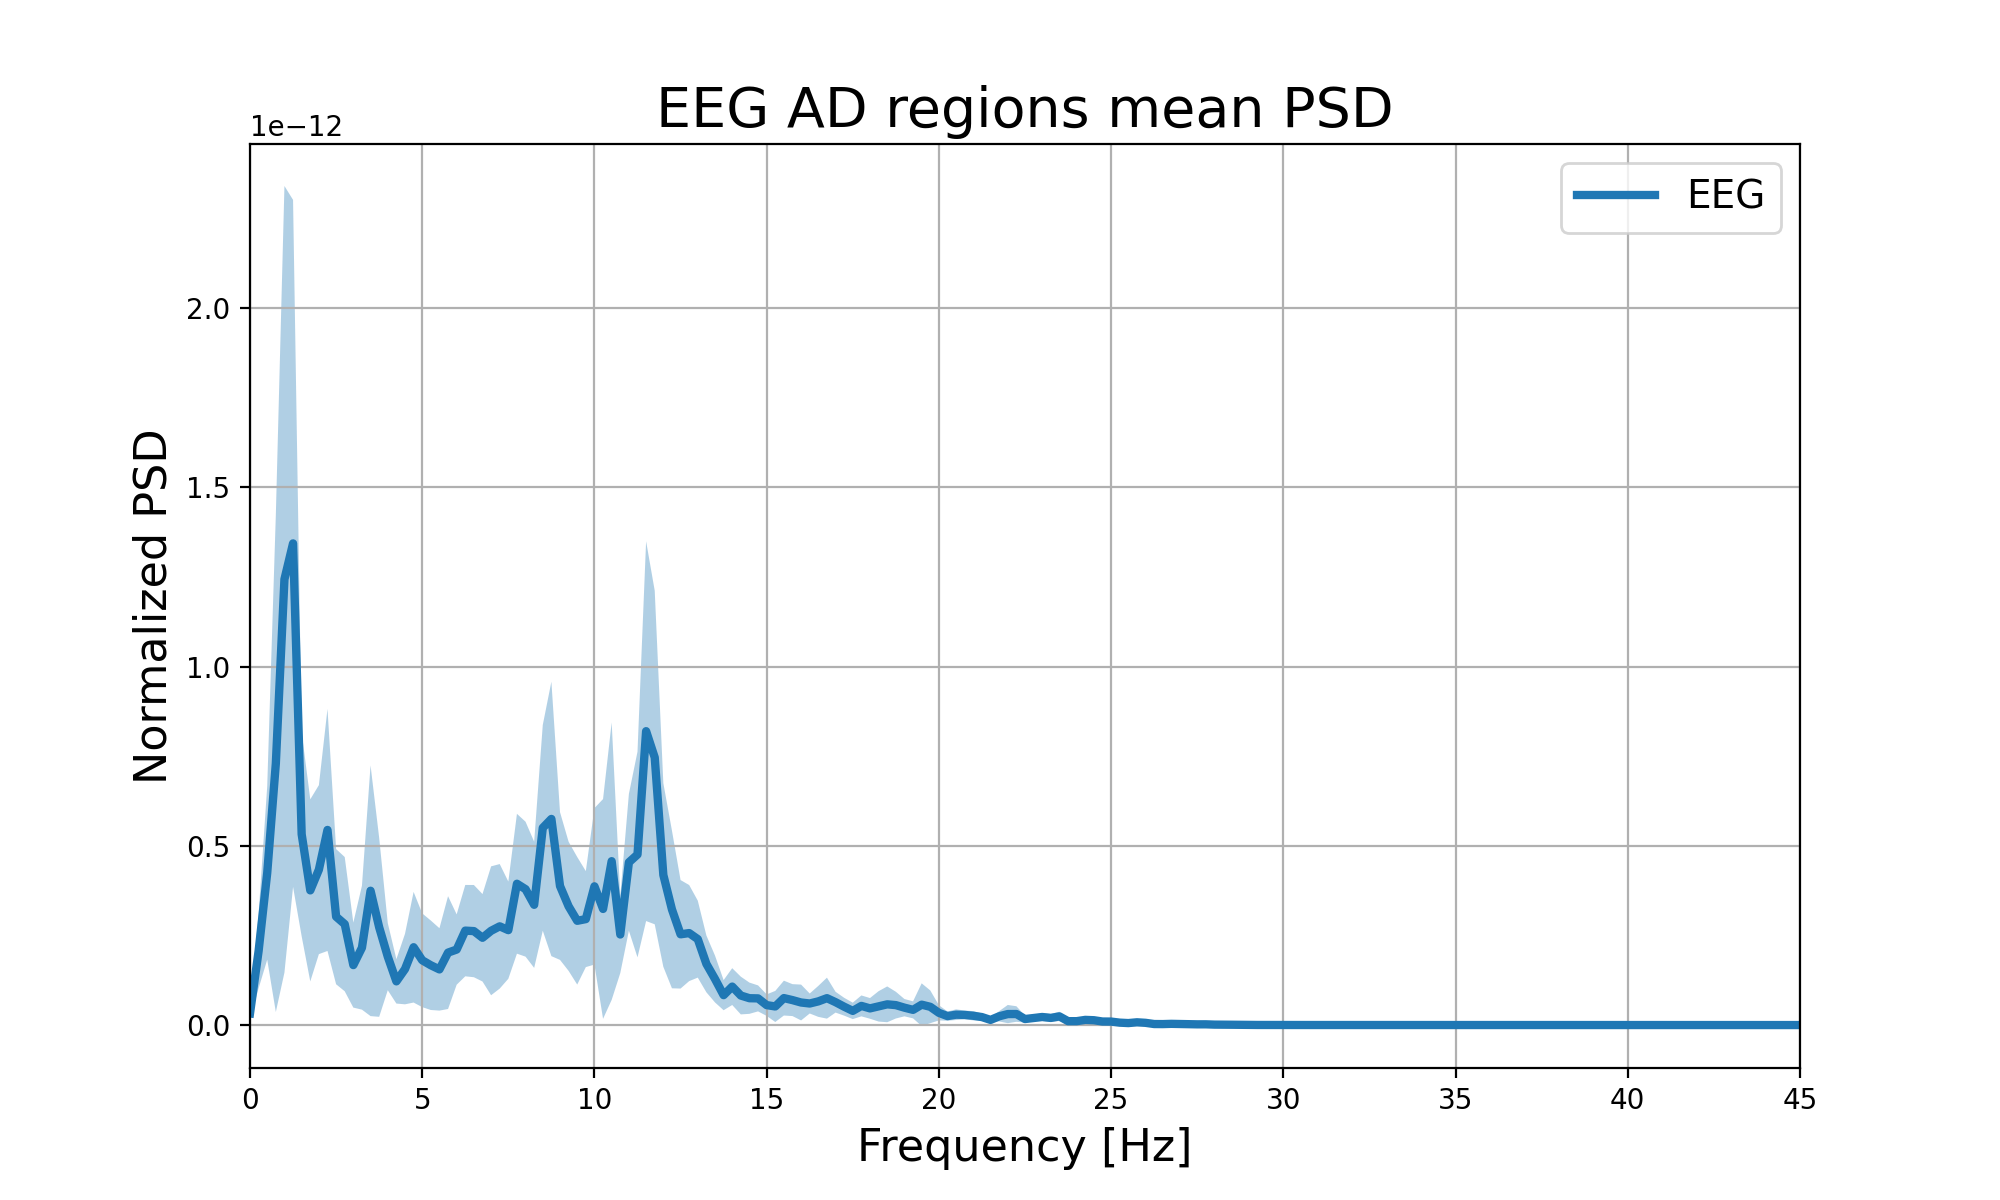 EEG AD regions mean PSD
1e−12
EEG
2.0
1.5
1.0
0.5
0.0
Normalized PSD
0 5 10 15 20 25 30 35 40 45
Frequency [Hz]